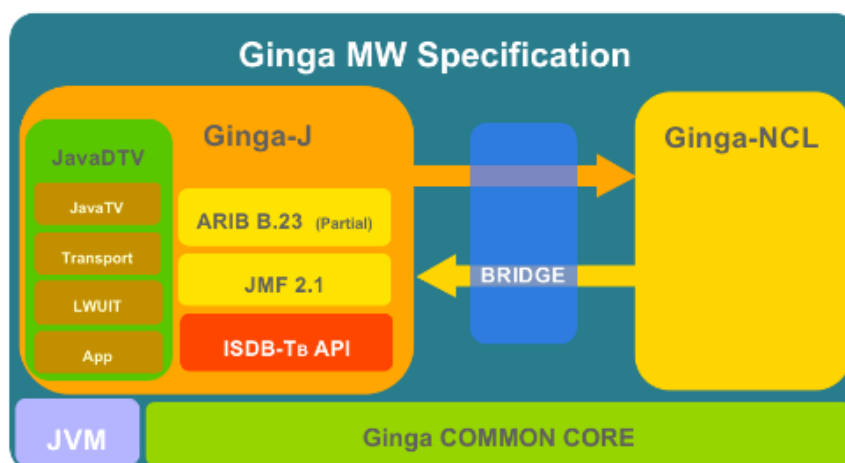 Ginga MW Specification
Ginga-J
JavaDTV
JavaTV
Transport
LWUIT
App
ARIB B.23 (Partial)
JMF 2.1
ISDB-TB API
BRIDGE
Ginga-NCL
JVM
Ginga COMMON CORE